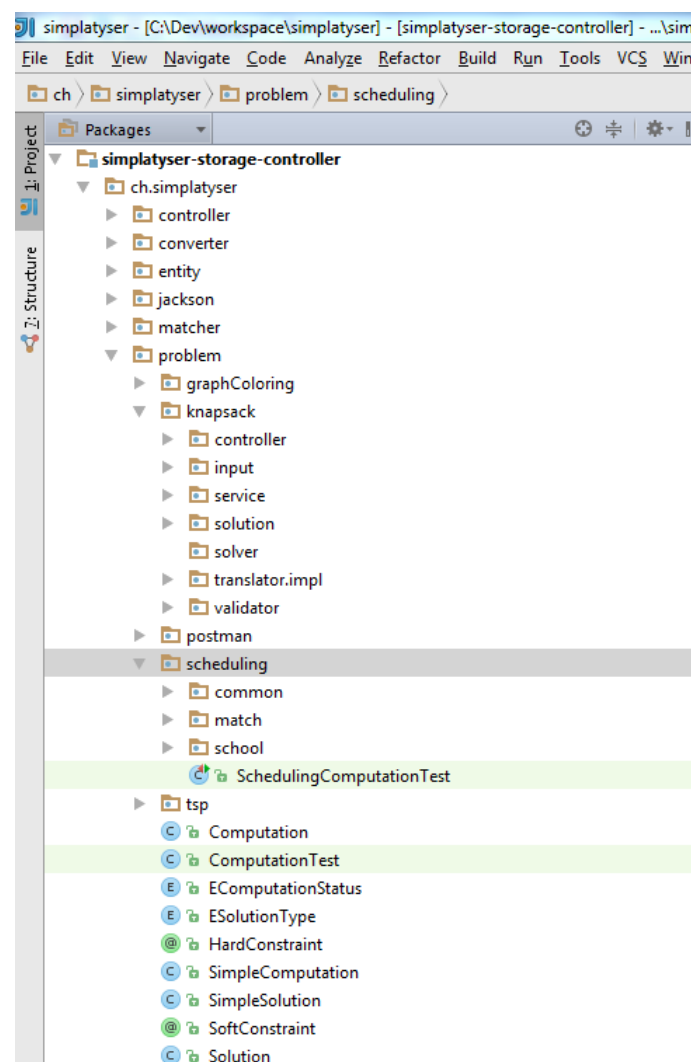 simplatyser - [C:\Dev\workspace\simplatyser] - [simplatyser-storage-controller] - ...\sim
File Edit View Navigate Code Analyze Refactor Build Run Tools VCS Win
ch simplatyser problem scheduling
1: Project
7: Structure
Packages
simplatyser-storage-controller
ch.simplatyser
controller
converter
entity
jackson
matcher
problem
graphColoring
knapsack
controller
input
service
solution
solver
translator.impl
validator
postman
scheduling
common
match
school
SchedulingComputationTest
tsp
C Computation
C ComputationTest
E EComputationStatus
E ESolutionType
@ HardConstraint
C SimpleComputation
C SimpleSolution
@ SoftConstraint
C Solution